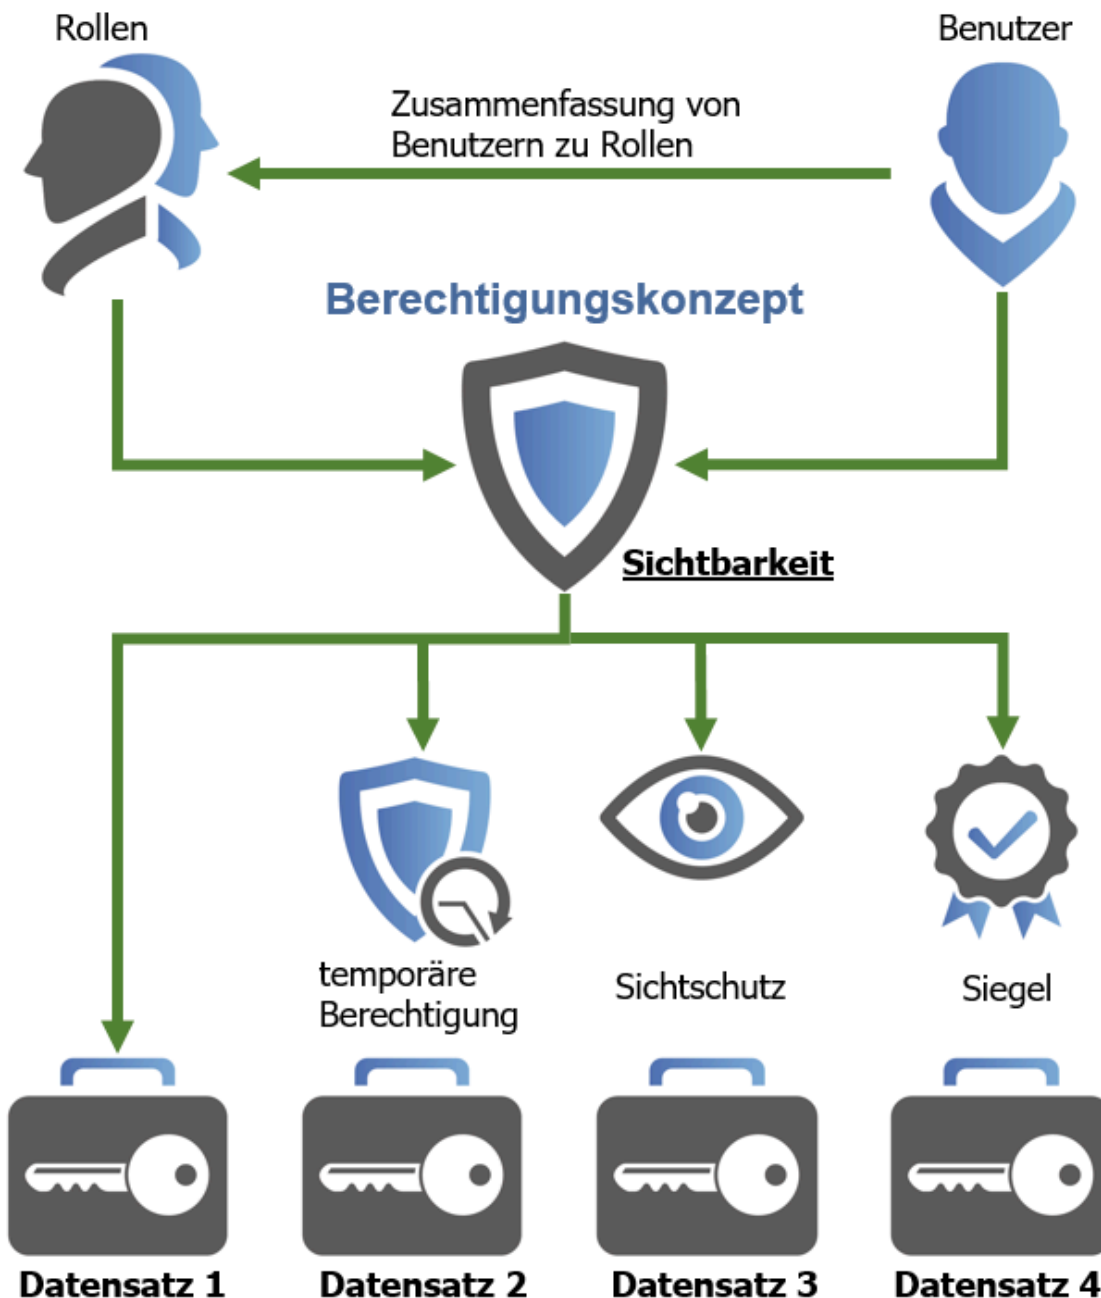 Rollen
Benutzer
Zusammenfassung von
Benutzern zu Rollen
Berechtigungskonzept
Sichtbarkeit
temporäre
Berechtigung
Sichtschutz
Siegel
Datensatz 1
Datensatz 2
Datensatz 3
Datensatz 4